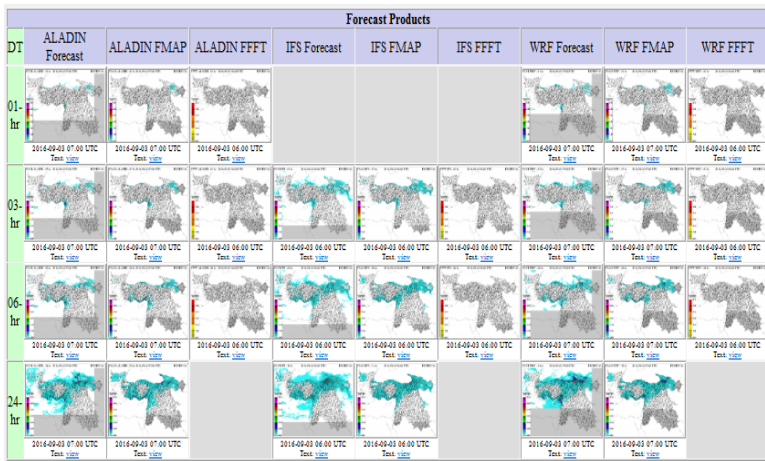 Forecast Products
DT ALADIN Forecast ALADIN FMAP ALADIN FFFT IFS Forecast IFS FMAP IFS FFFT WRF Forecast WRF FMAP WRF FFFT
01-hr
2016-09-03 07.00 UTC 2016-09-03 07.00 UTC 2016-09-03 06.00 UTC 2016-09-03 07.00 UTC 2016-09-03 07.00 UTC 2016-09-03 06.00 UTC
Text. view Text. view Text. view Text. view Text. view Text. view
03-hr
2016-09-03 07.00 UTC 2016-09-03 07.00 UTC 2016-09-03 06.00 UTC 2016-09-03 06.00 UTC 2016-09-03 06.00 UTC 2016-09-03 06.00 UTC 2016-09-03 07.00 UTC 2016-09-03 07.00 UTC 2016-09-03 06.00 UTC
Text. view Text. view Text. view Text. view Text. view Text. view Text. view Text. view Text. view
06-hr
2016-09-03 07.00 UTC 2016-09-03 07.00 UTC 2016-09-03 06.00 UTC 2016-09-03 06.00 UTC 2016-09-03 06.00 UTC 2016-09-03 06.00 UTC 2016-09-03 07.00 UTC 2016-09-03 07.00 UTC 2016-09-03 06.00 UTC
Text. view Text. view Text. view Text. view Text. view Text. view Text. view Text. view Text. view
24-hr
2016-09-03 07.00 UTC 2016-09-03 07.00 UTC 2016-09-03 06.00 UTC 2016-09-03 06.00 UTC 2016-09-03 07.00 UTC 2016-09-03 07.00 UTC
Text. view Text. view Text. view Text. view Text. view Text. view